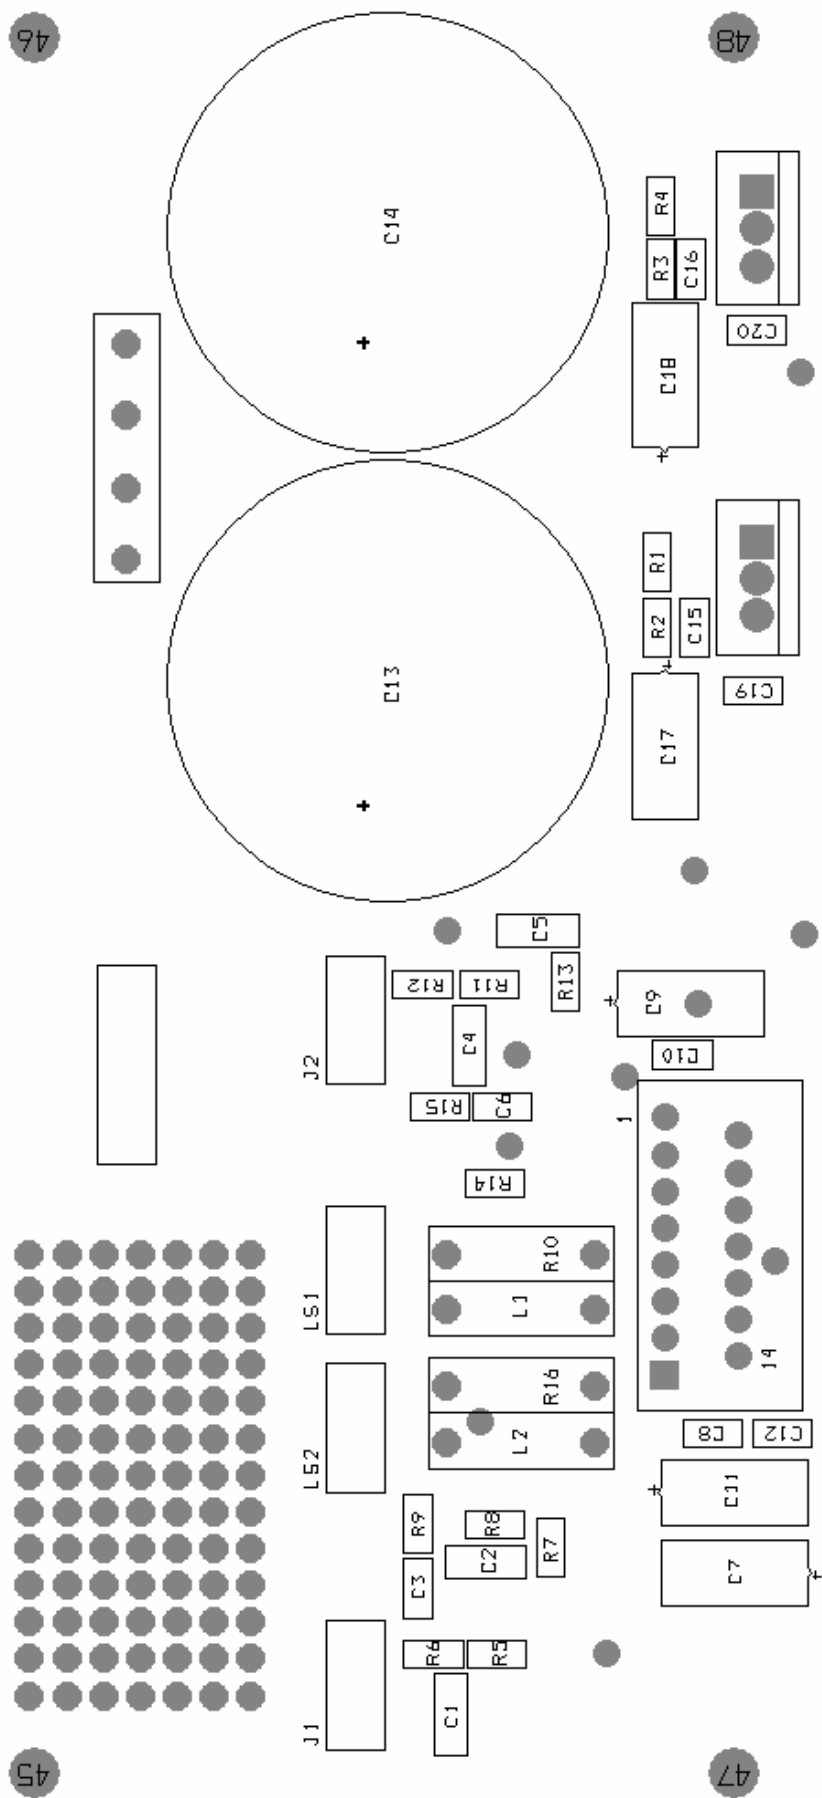 46
48
C14
R4
R3
C16
C20
+
C18
+
R1
R2
C15
C13
+
C19
C17
+
C5
R12
R11
R13
J2
C4
+
C9
C10
R15
C6
1
R14
R10
LS1
L1
R16
14
LS2
L2
C8
C12
R9
R8
+
C11
C2
R7
C3
C7
+
R6
R5
J1
C1
45
47